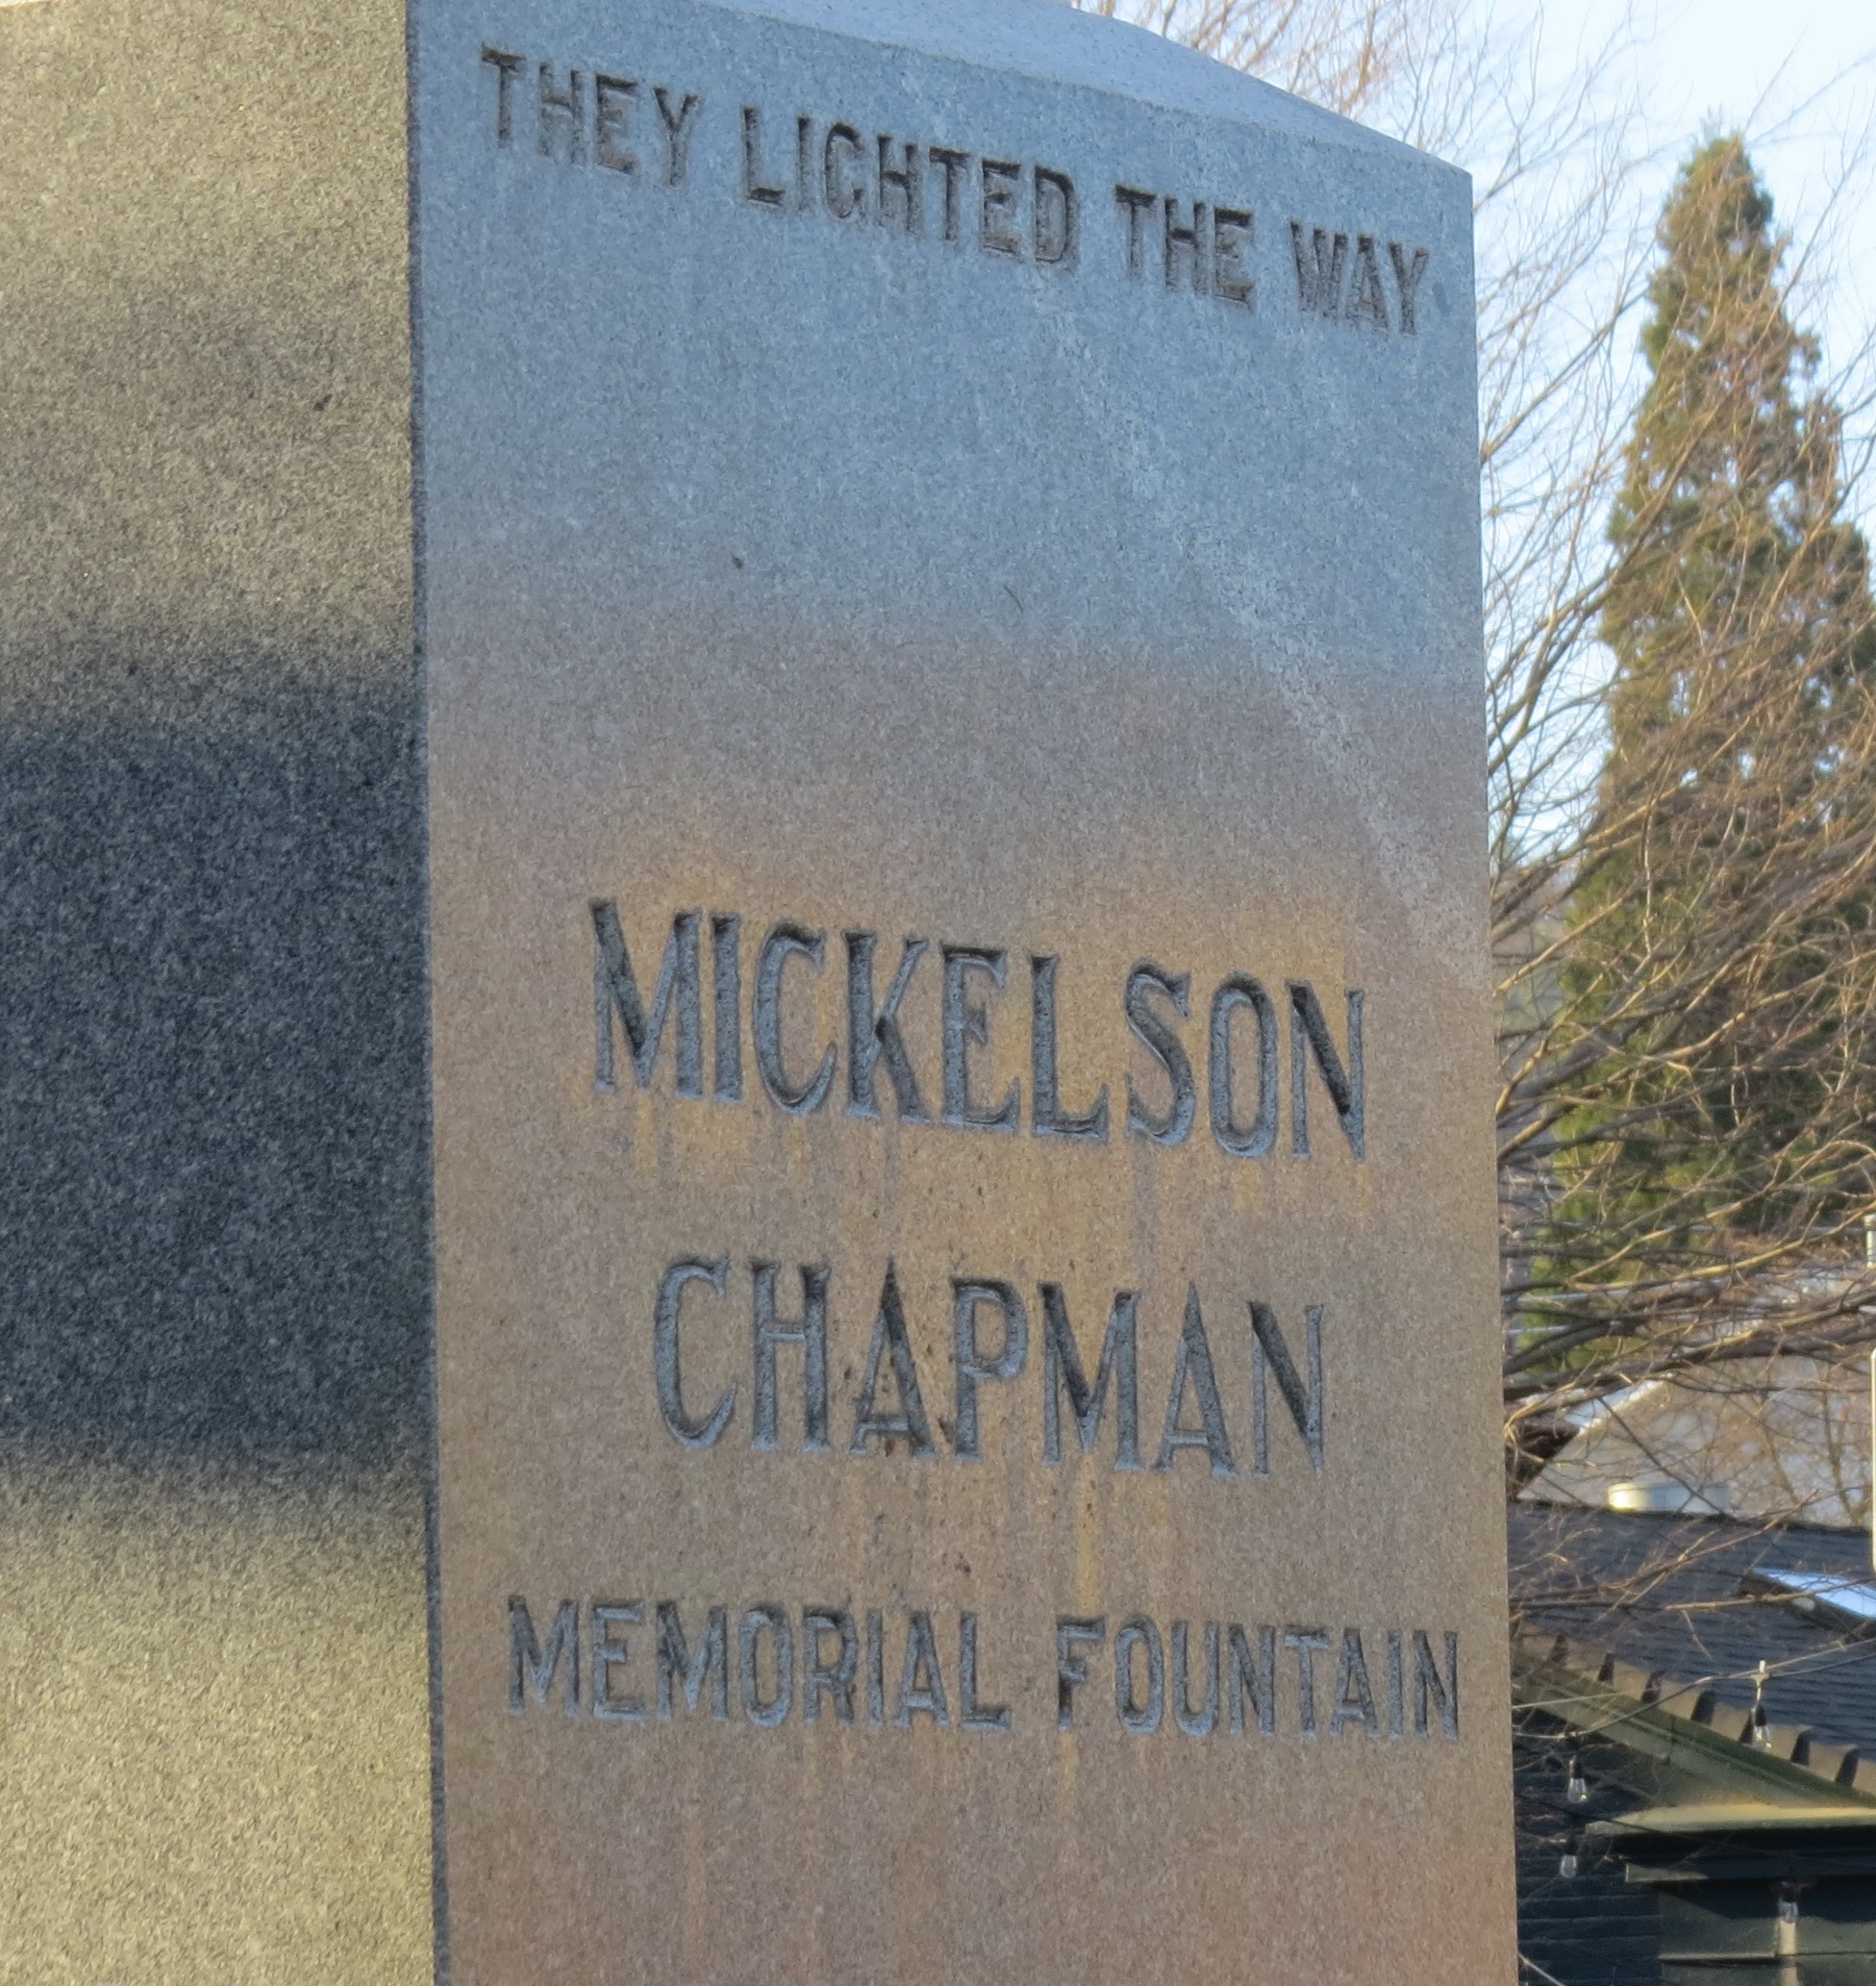 THEY LIGHTED THE WAY
MICKELSON
CHAPMAN
MEMORIAL FOUNTAIN